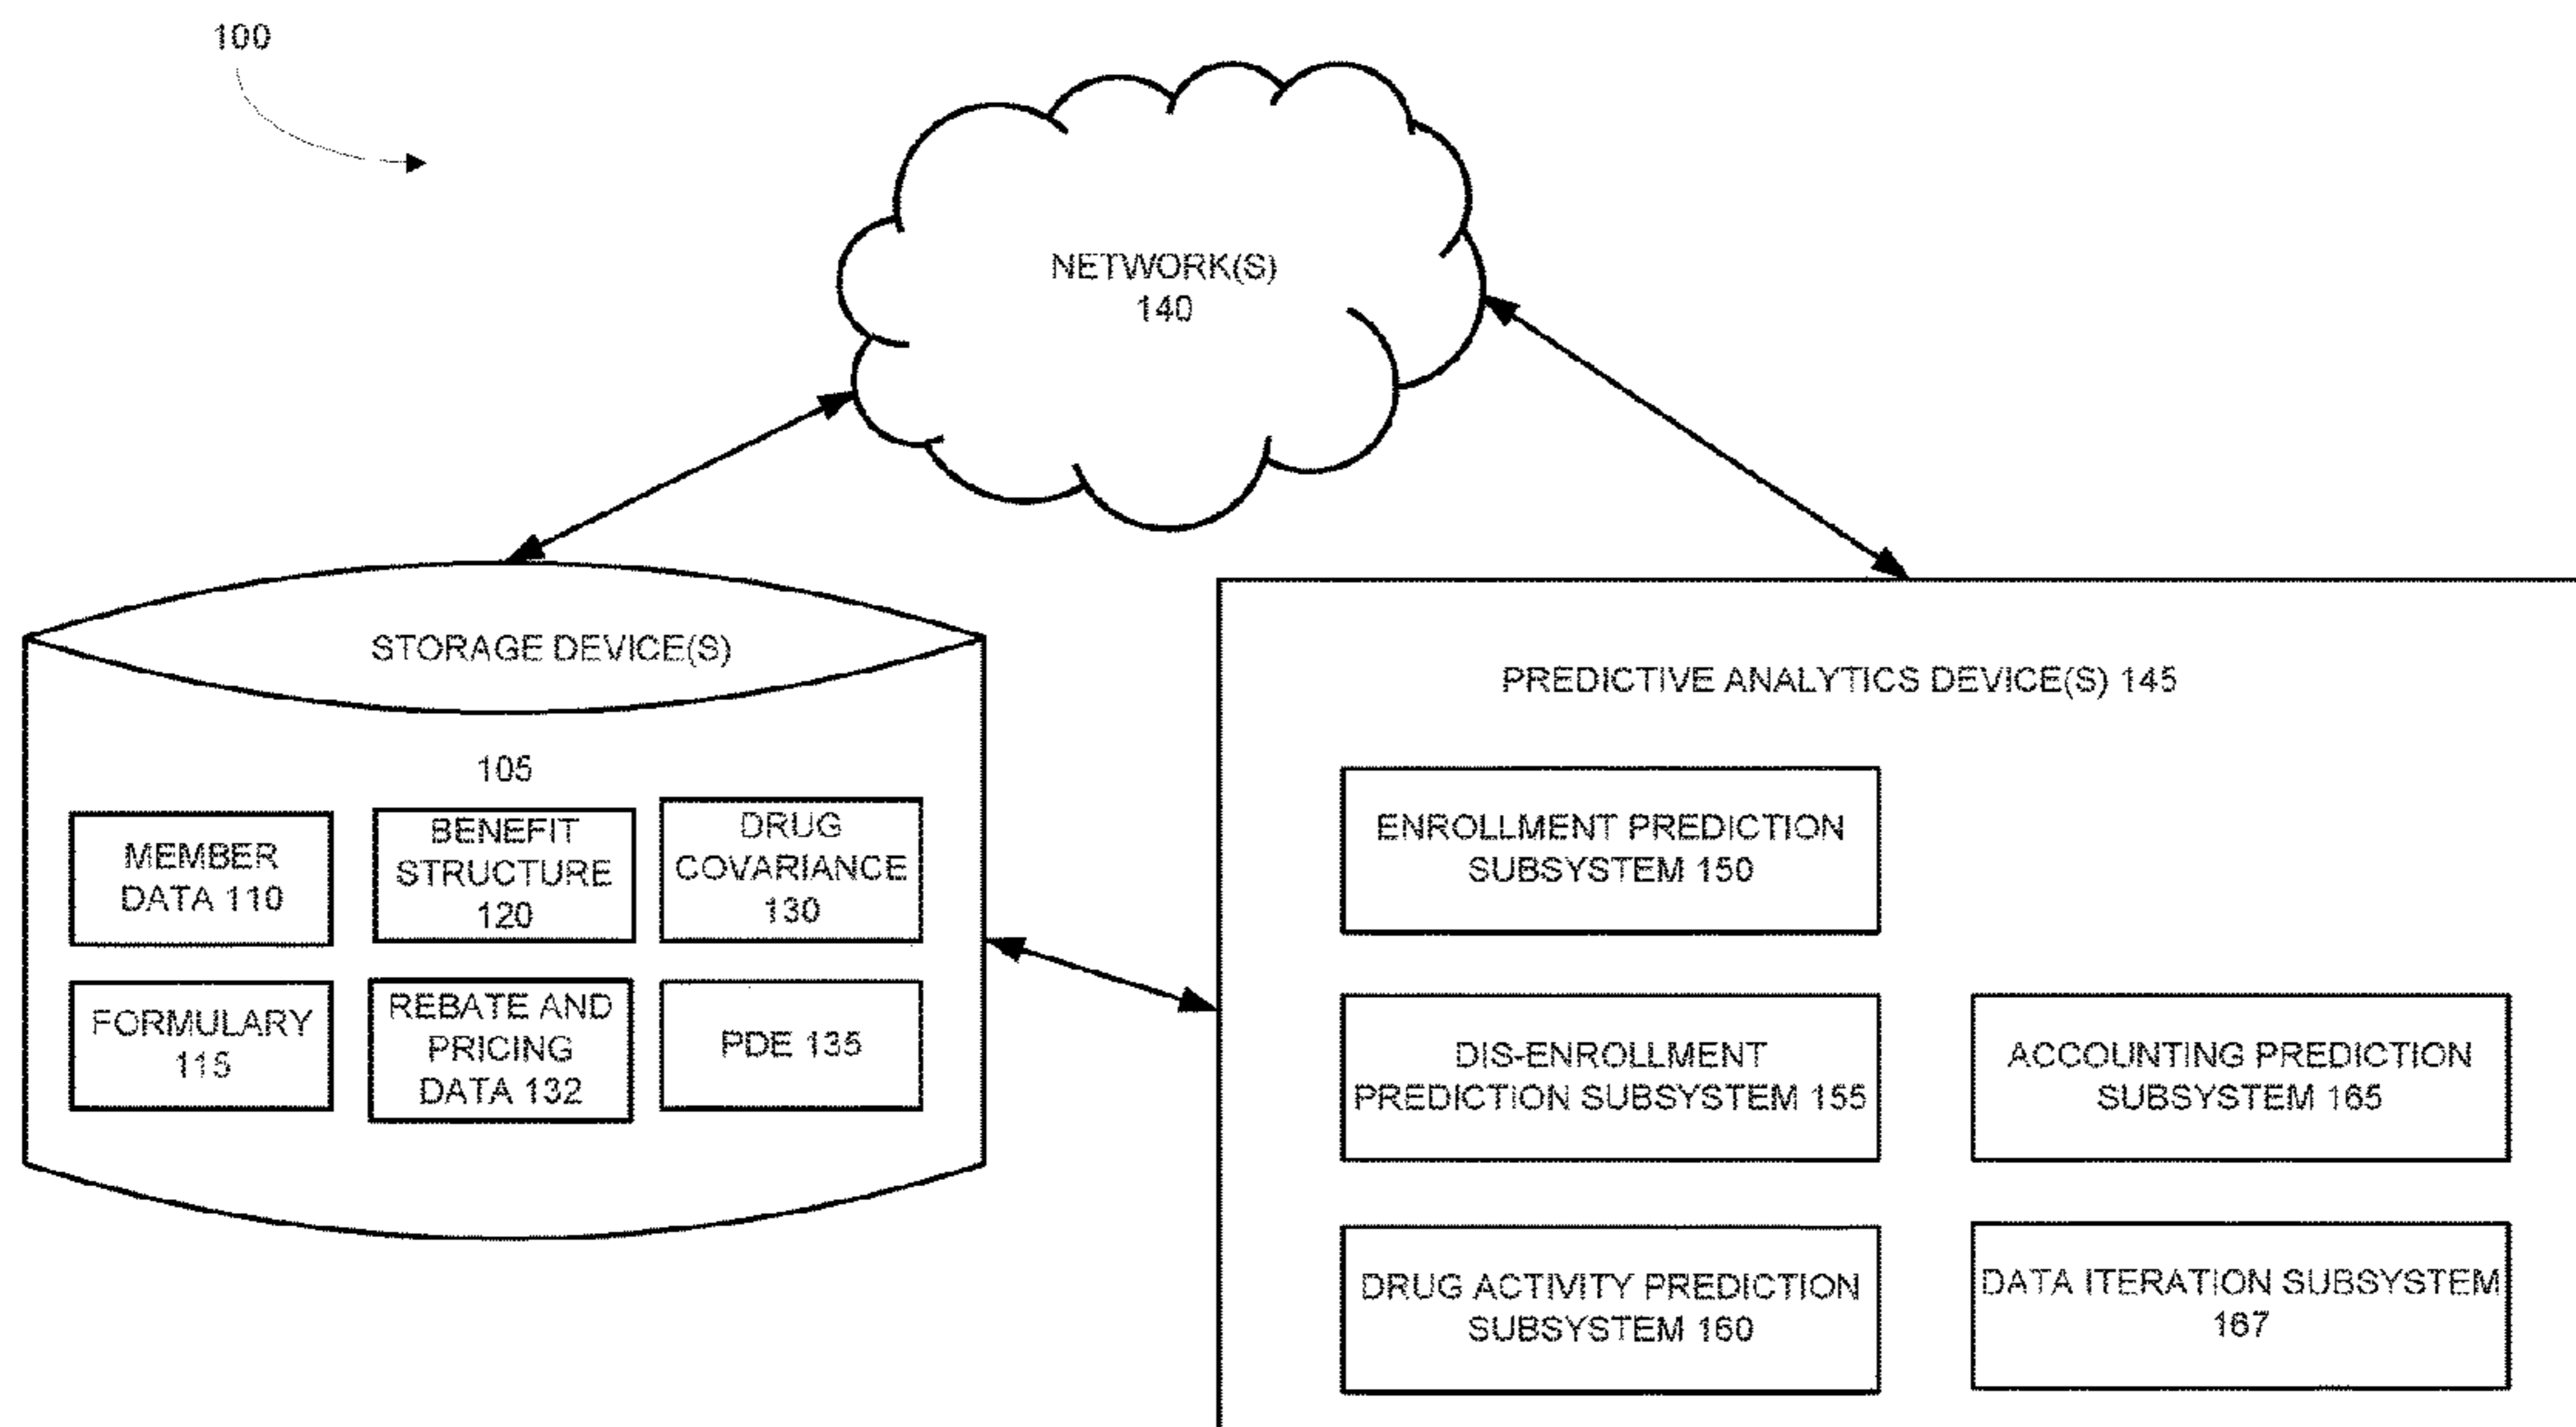 100
NETWORK(S)
140
STORAGE DEVICE(S)
105
MEMBER
DATA 110
BENEFIT
STRUCTURE
120
DRUG
COVARIANCE
130
FORMULARY
115
REBATE AND
PRICING
DATA 132
PDE 135
PREDICTIVE ANALYTICS DEVICE(S) 145
ENROLLMENT PREDICTION
SUBSYSTEM 150
DIS-ENROLLMENT
PREDICTION SUBSYSTEM 155
ACCOUNTING PREDICTION
SUBSYSTEM 165
DRUG ACTIVITY PREDICTION
SUBSYSTEM 160
DATA ITERATION SUBSYSTEM
167